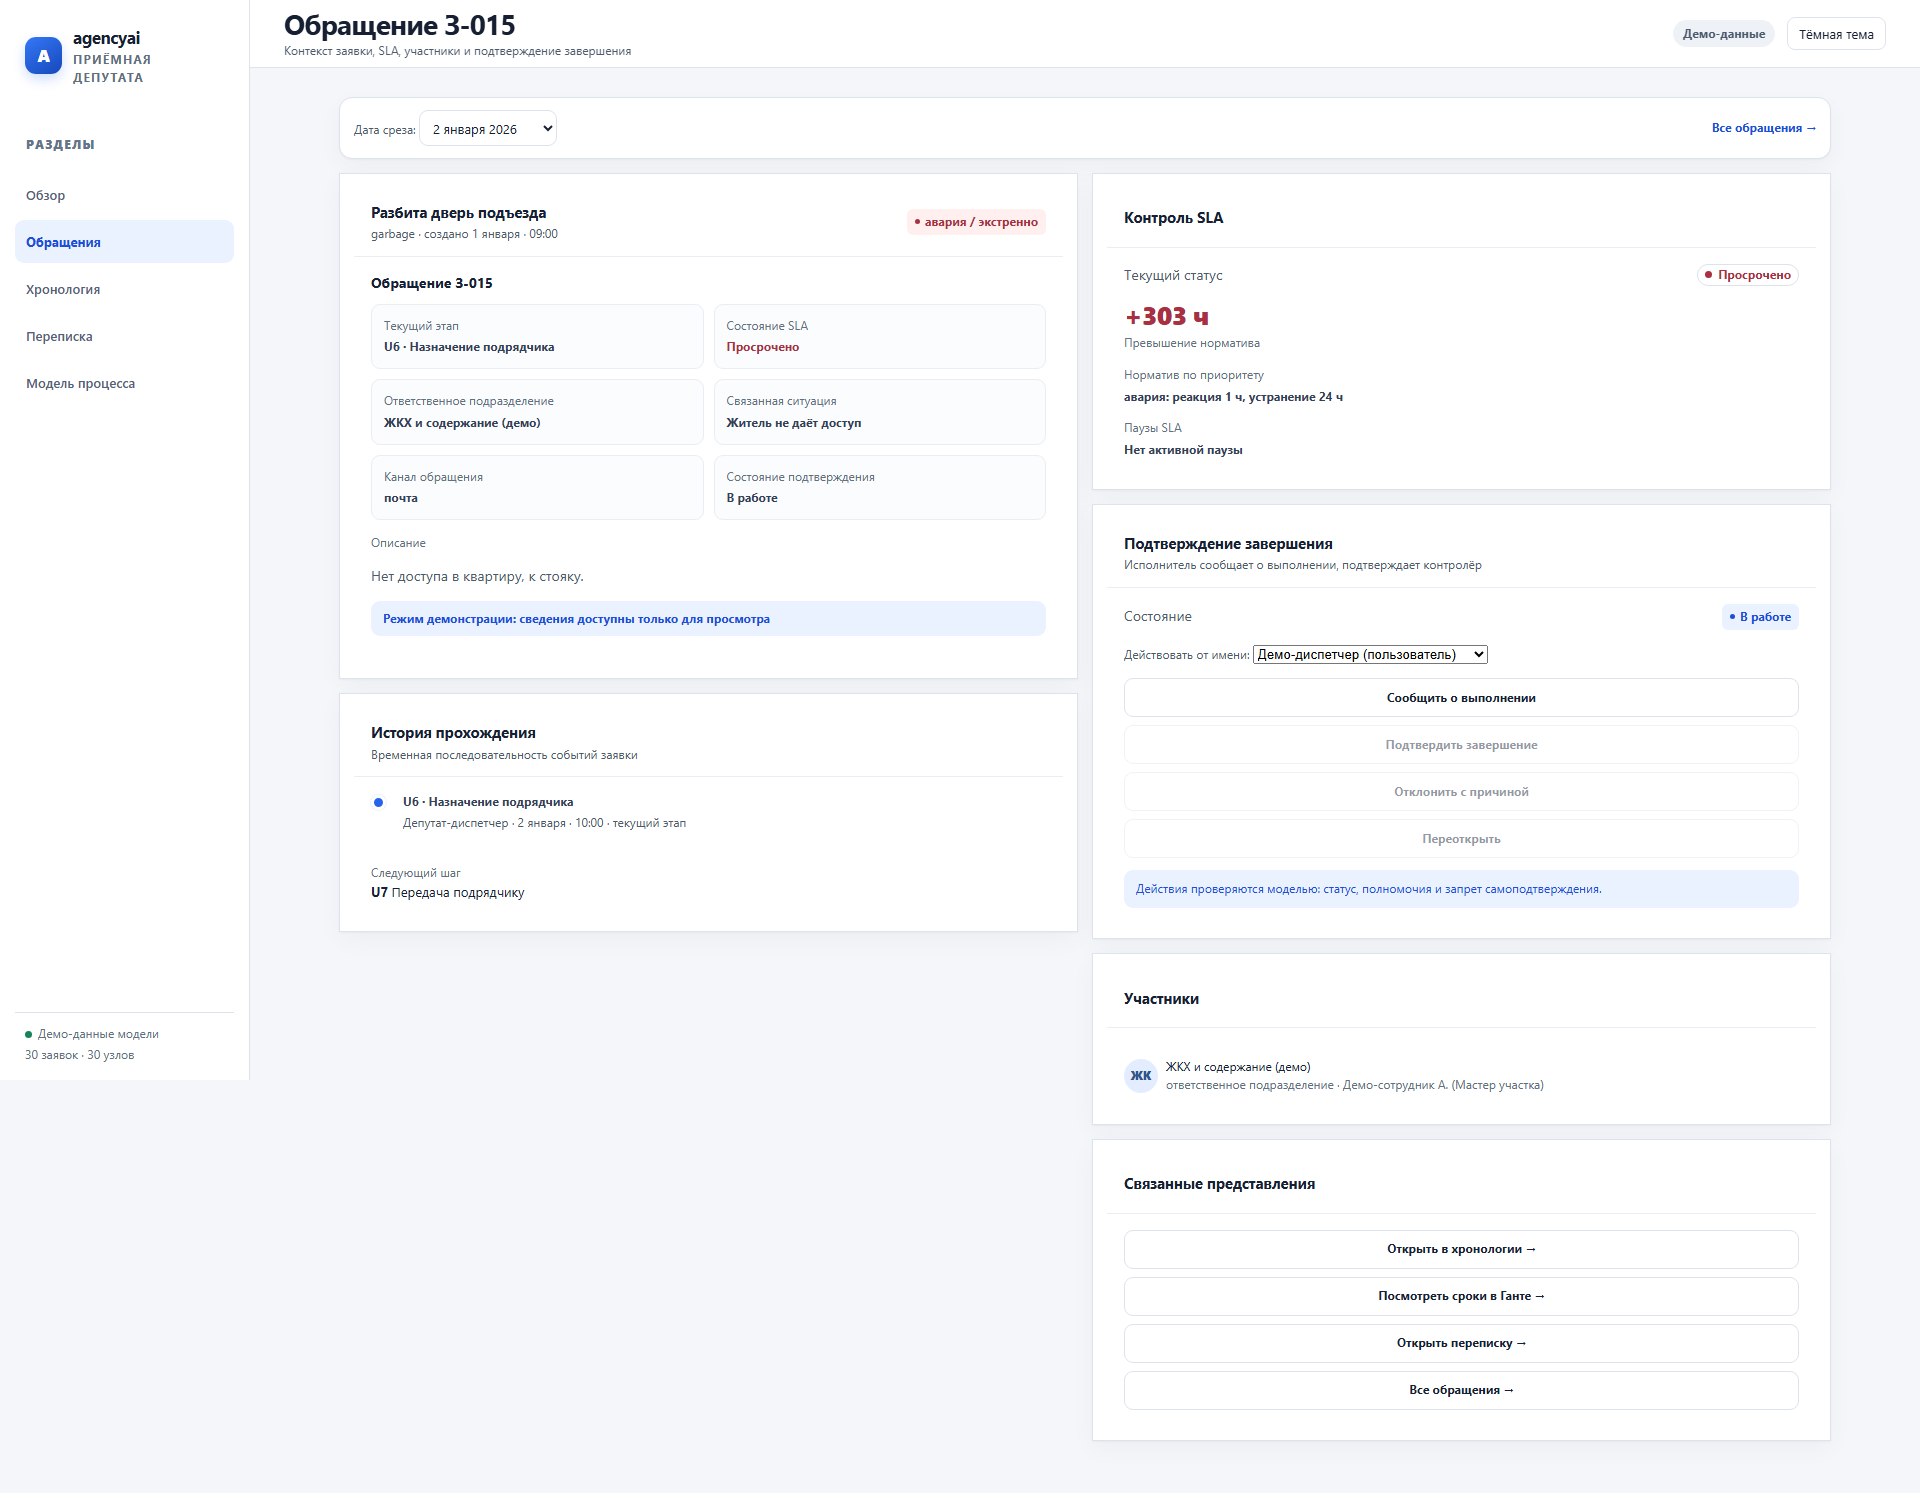 A
agencyai
ПРИЁМНАЯ
ДЕПУТАТА
РАЗДЕЛЫ
Обзор
Обращения
Хронология
Переписка
Модель процесса
Демо-данные модели
30 заявок · 30 узлов
Обращение 3-015
Контекст заявки, SLA, участники и подтверждение завершения
Демо-данные
Тёмная тема
Дата среза: 2 января 2026
Все обращения →
Разбита дверь подъезда
garbage · создано 1 января · 09:00
авария / экстренно
Обращение 3-015
Текущий этап
U6 · Назначение подрядчика
Состояние SLA
Просрочено
Ответственное подразделение
ЖКХ и содержание (демо)
Связанная ситуация
Житель не даёт доступ
Канал обращения
почта
Состояние подтверждения
В работе
Описание
Нет доступа в квартиру, к стояку.
Режим демонстрации: сведения доступны только для просмотра
История прохождения
Временная последовательность событий заявки
U6 · Назначение подрядчика
Депутат-диспетчер · 2 января · 10:00 · текущий этап
Следующий шаг
U7 Передача подрядчику
Контроль SLA
Текущий статус
Просрочено
+303 ч
Превышение норматива
Норматив по приоритету
авария: реакция 1 ч, устранение 24 ч
Паузы SLA
Нет активной паузы
Подтверждение завершения
Исполнитель сообщает о выполнении, подтверждает контролёр
Состояние
В работе
Действовать от имени: Демо-диспетчер (пользователь)
Сообщить о выполнении
Подтвердить завершение
Отклонить с причиной
Переоткрыть
Действия проверяются моделью: статус, полномочия и запрет самоподтверждения.
Участники
ЖК
ЖКХ и содержание (демо)
ответственное подразделение · Демо-сотрудник А. (Мастер участка)
Связанные представления
Открыть в хронологии →
Посмотреть сроки в Ганте →
Открыть переписку →
Все обращения →